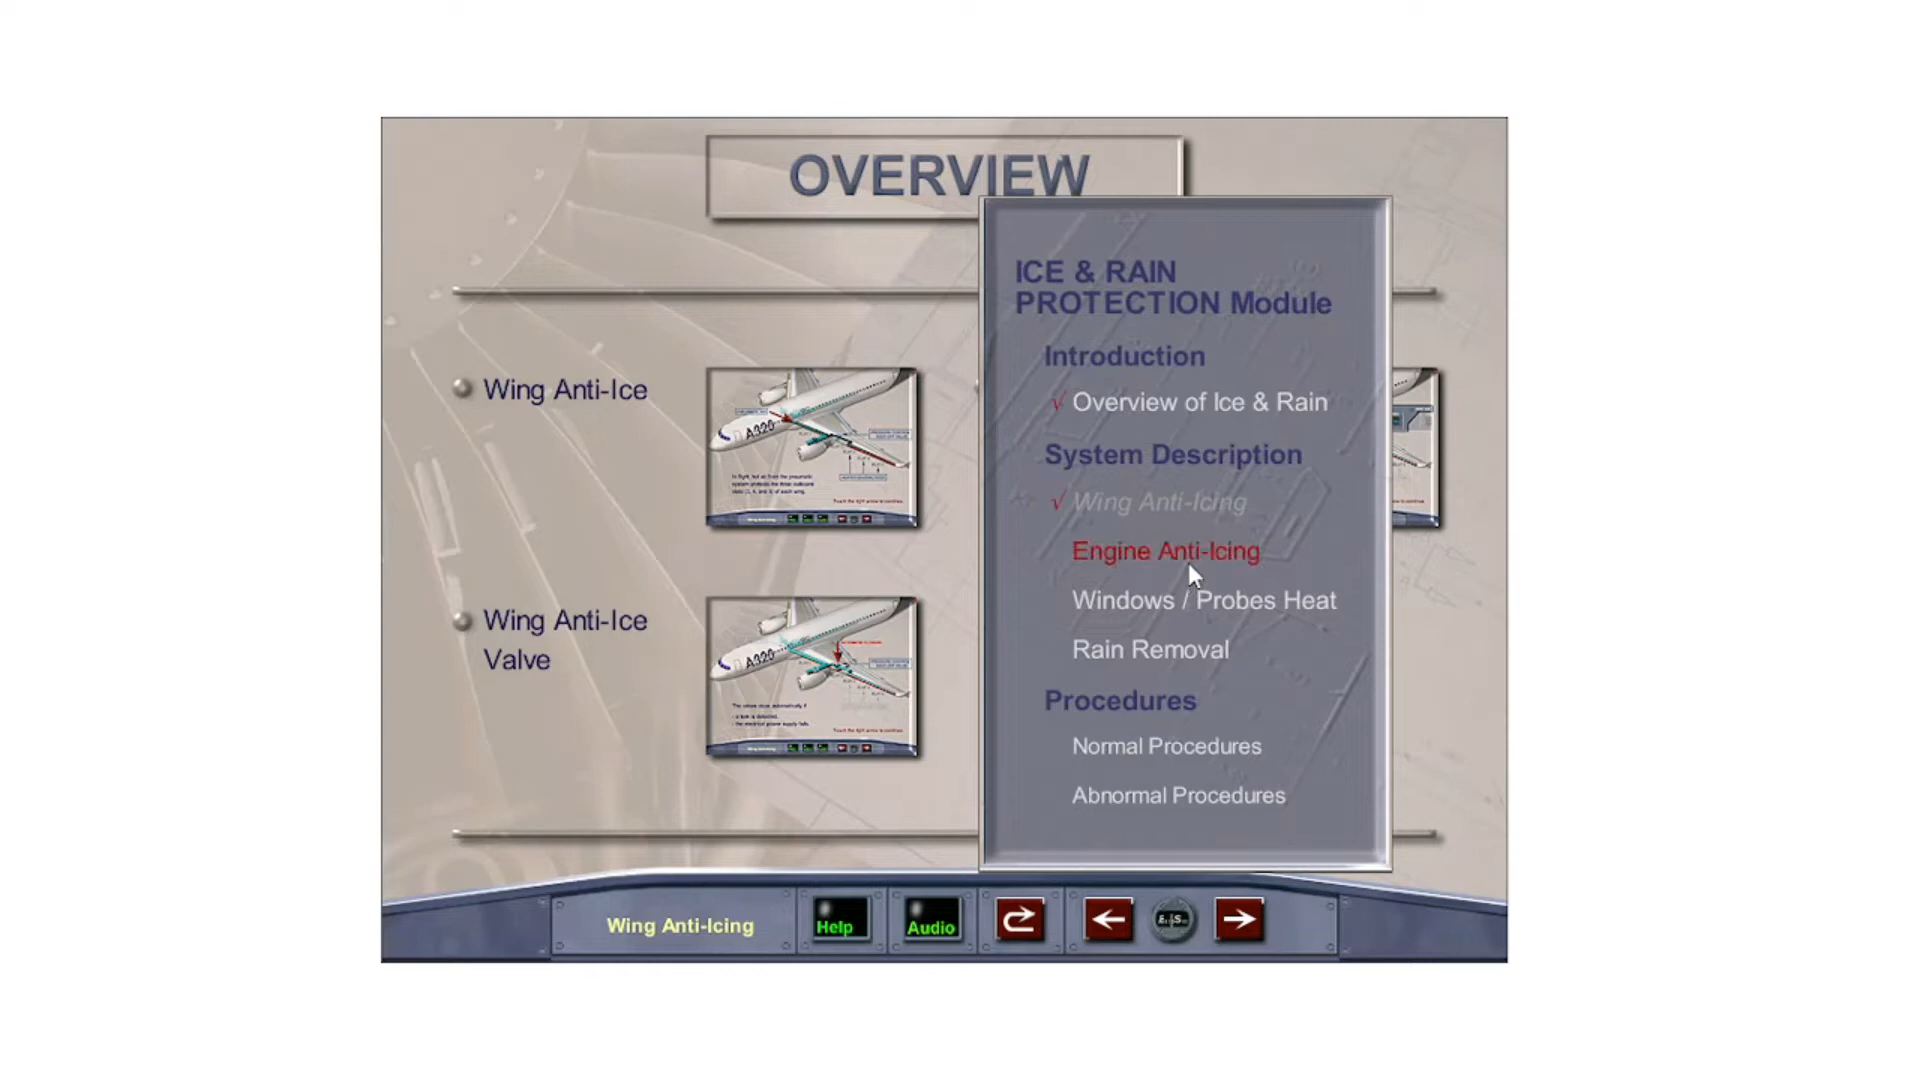 OVERVIEW
Wing Anti-Ice
A320
Wing Anti-Ice
Valve
A320
ICE & RAIN
PROTECTION Module
Introduction
√ Overview of Ice & Rain
System Description
√ Wing Anti-Icing
Engine Anti-Icing
Windows / Probes Heat
Rain Removal
Procedures
Normal Procedures
Abnormal Procedures
Wing Anti-Icing
Help
Audio